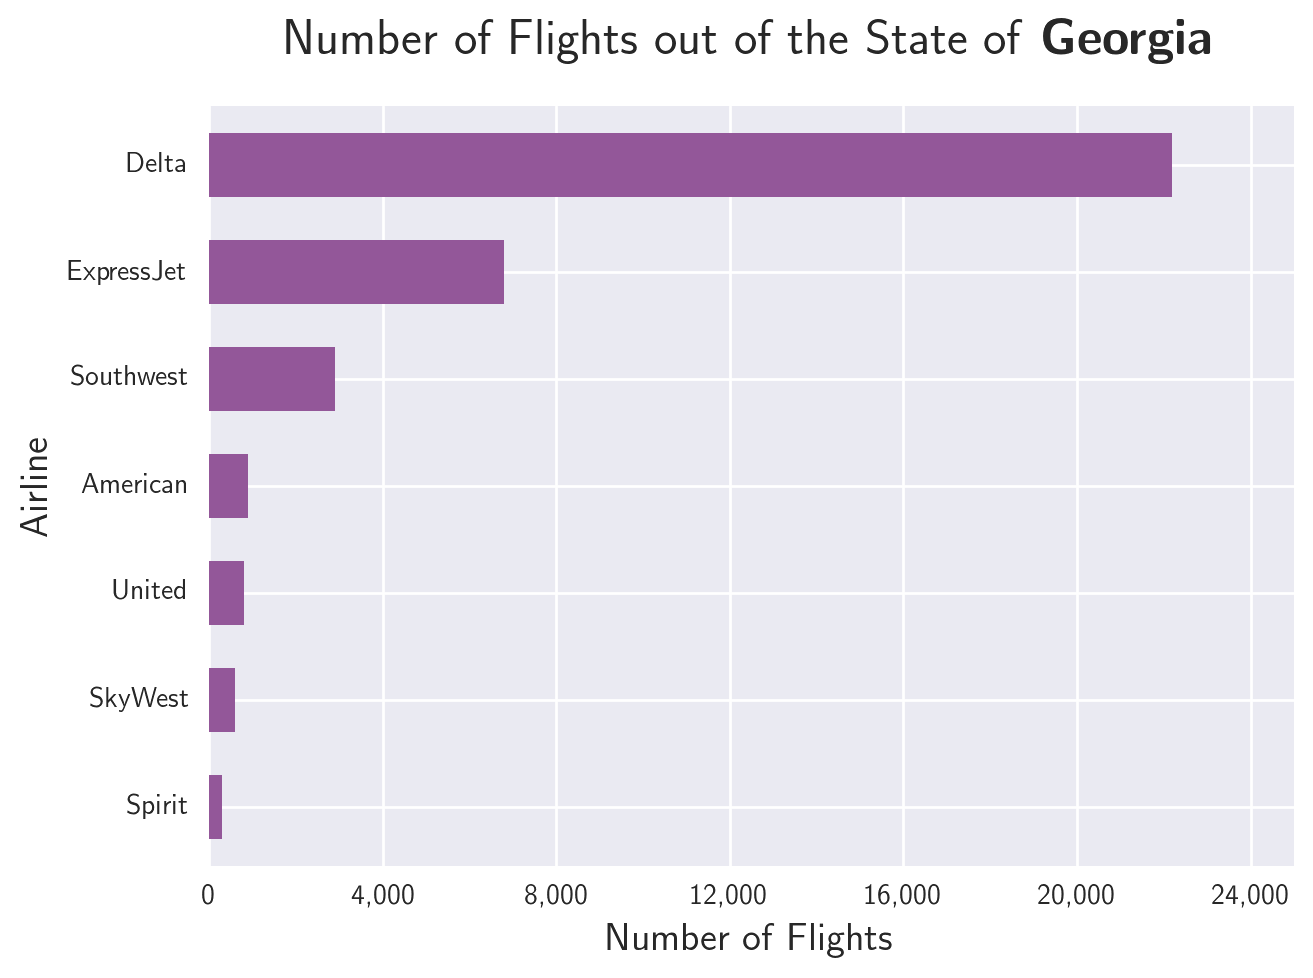 Number of Flights out of the State of Georgia
Delta
ExpressJet
Southwest
American
United
SkyWest
Spirit
Airline
0 4,000 8,000 12,000 16,000 20,000 24,000
Number of Flights